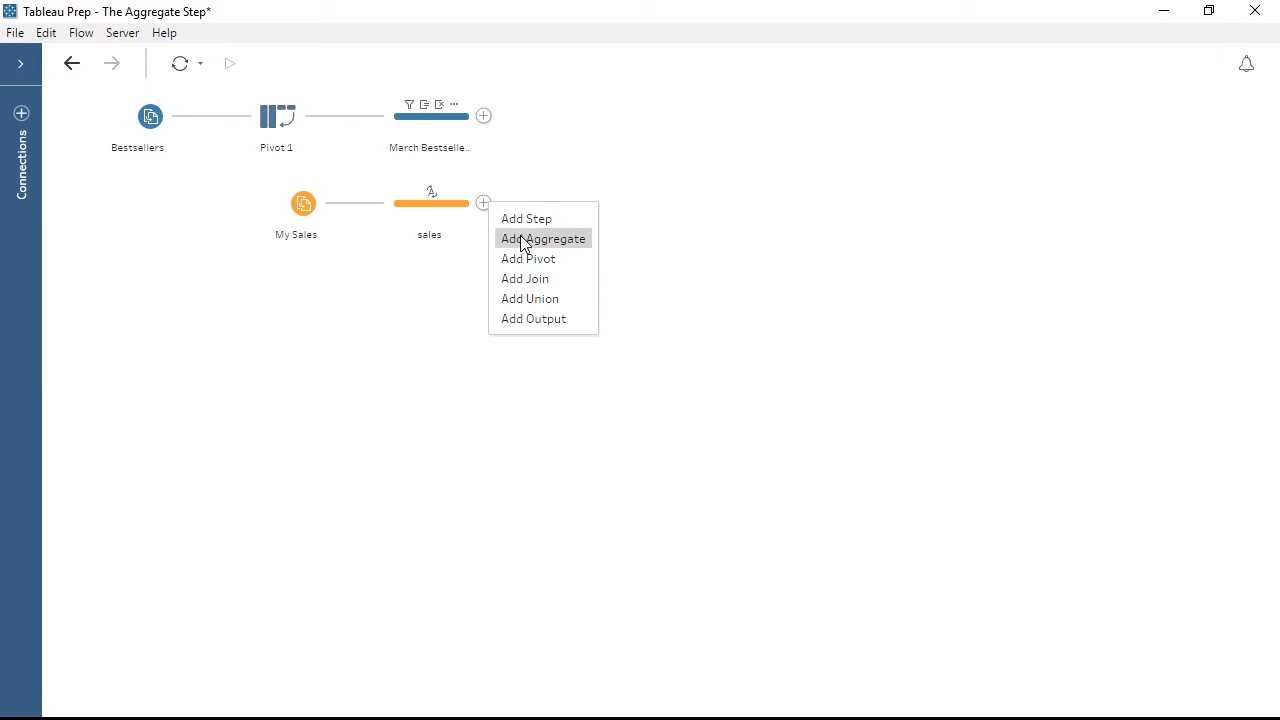 Tableau Prep - The Aggregate Step*
File Edit Flow Server Help
Connections
Bestsellers
Pivot 1
March Bestselle..
My Sales
sales
Add Step
Add Aggregate
Add Pivot
Add Join
Add Union
Add Output